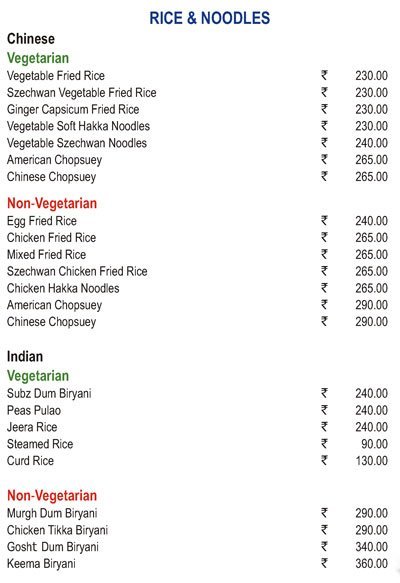 RICE & NOODLES
Chinese
Vegetarian
Vegetable Fried Rice ₹ 230.00
Szechwan Vegetable Fried Rice ₹ 230.00
Ginger Capsicum Fried Rice ₹ 230.00
Vegetable Soft Hakka Noodles ₹ 230.00
Vegetable Szechwan Noodles ₹ 240.00
American Chopsuey ₹ 265.00
Chinese Chopsuey ₹ 265.00
Non-Vegetarian
Egg Fried Rice ₹ 240.00
Chicken Fried Rice ₹ 265.00
Mixed Fried Rice ₹ 265.00
Szechwan Chicken Fried Rice ₹ 265.00
Chicken Hakka Noodles ₹ 265.00
American Chopsuey ₹ 290.00
Chinese Chopsuey ₹ 290.00
Indian
Vegetarian
Subz Dum Biryani ₹ 240.00
Peas Pulao ₹ 240.00
Jeera Rice ₹ 240.00
Steamed Rice ₹ 90.00
Curd Rice ₹ 130.00
Non-Vegetarian
Murgh Dum Biryani ₹ 290.00
Chicken Tikka Biryani ₹ 290.00
Gosht Dum Biryani ₹ 340.00
Keema Biryani ₹ 360.00